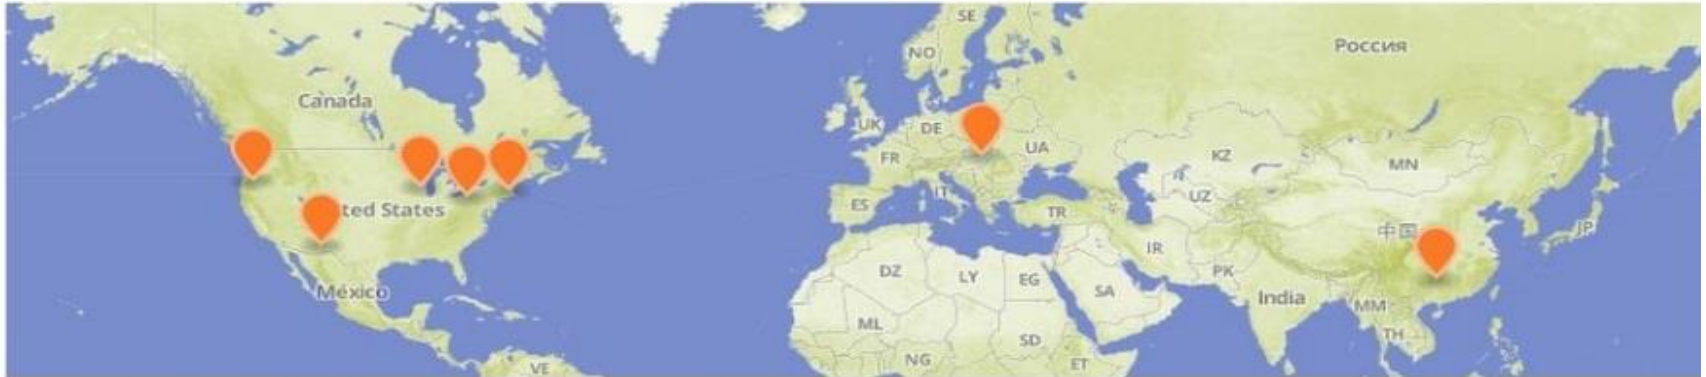 SE
NO
Россия
Canada
UK
DE
UA
FR
KZ
MN
IT
UZ
ES
ted States
TR
中国
JP
IR
DZ
LY
EG
PK
SA
México
India
MM
ML
SD
TH
NG
ET
VE